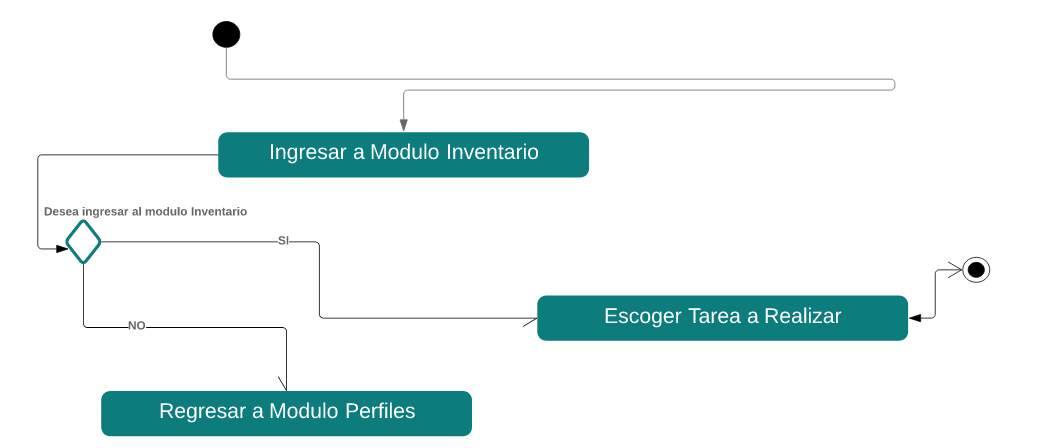 Ingresar a Modulo Inventario
Desea ingresar al modulo Inventario
SI
Escoger Tarea a Realizar
NO
Regresar a Modulo Perfiles